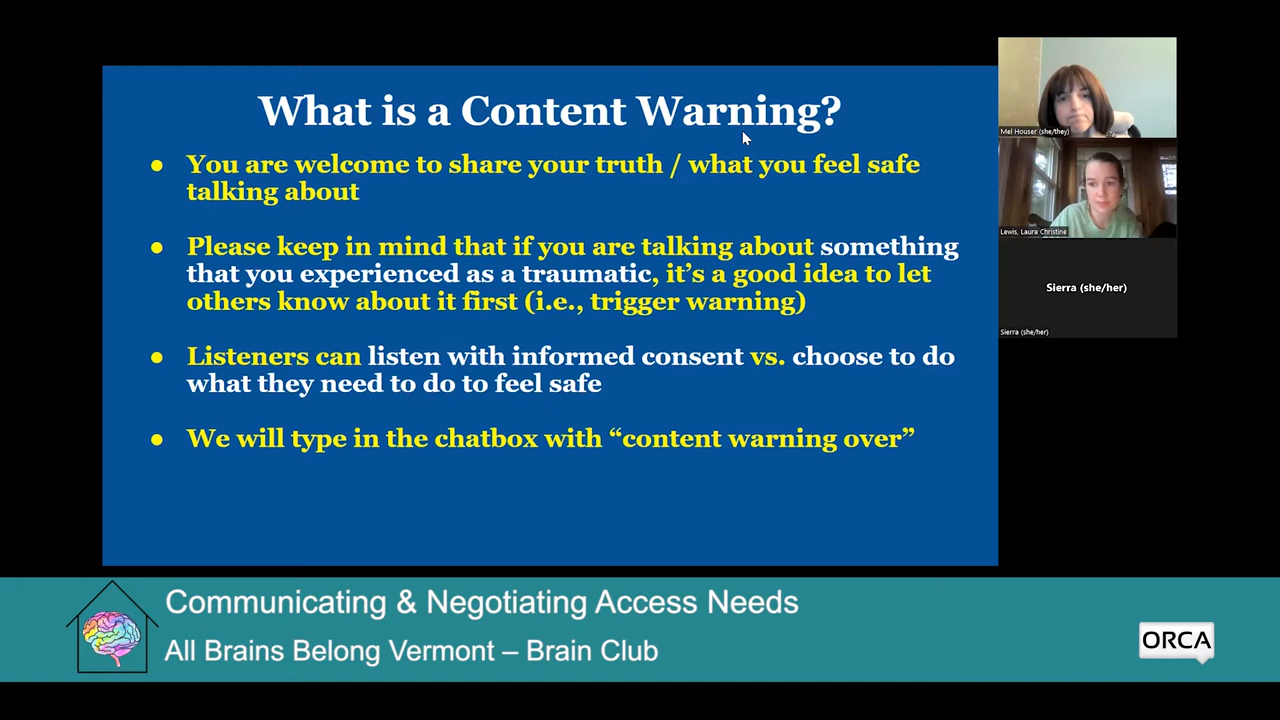 What is a Content Warning?
● You are welcome to share your truth / what you feel safe
talking about
● Please keep in mind that if you are talking about something
that you experienced as a traumatic, it’s a good idea to let
others know about it first (i.e., trigger warning)
● Listeners can listen with informed consent vs. choose to do
what they need to do to feel safe
● We will type in the chatbox with “content warning over”
Mel Houser (she/they)
Lewis, Laura Christine
Sierra (she/her)
Sierra (she/her)
Communicating & Negotiating Access Needs
All Brains Belong Vermont – Brain Club
ORCA